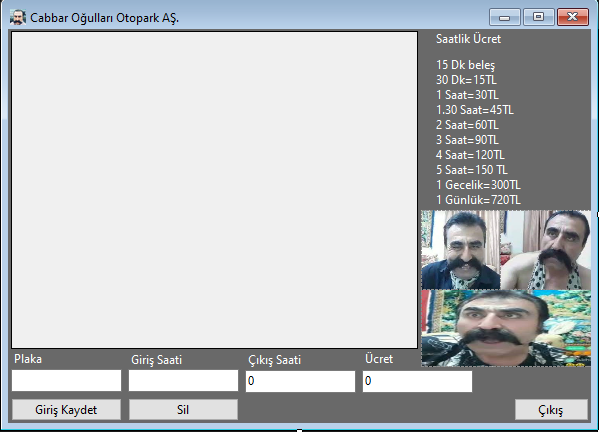 Cabbar Oğulları Otopark AŞ.
Saatlik Ücret
15 Dk beleş
30 Dk=15TL
1 Saat=30TL
1.30 Saat=45TL
2 Saat=60TL
3 Saat=90TL
4 Saat=120TL
5 Saat=150 TL
1 Gecelik=300TL
1 Günlük=720TL
Plaka Giriş Saati Çıkış Saati Ücret
0 0
Giriş Kaydet Sil Çıkış